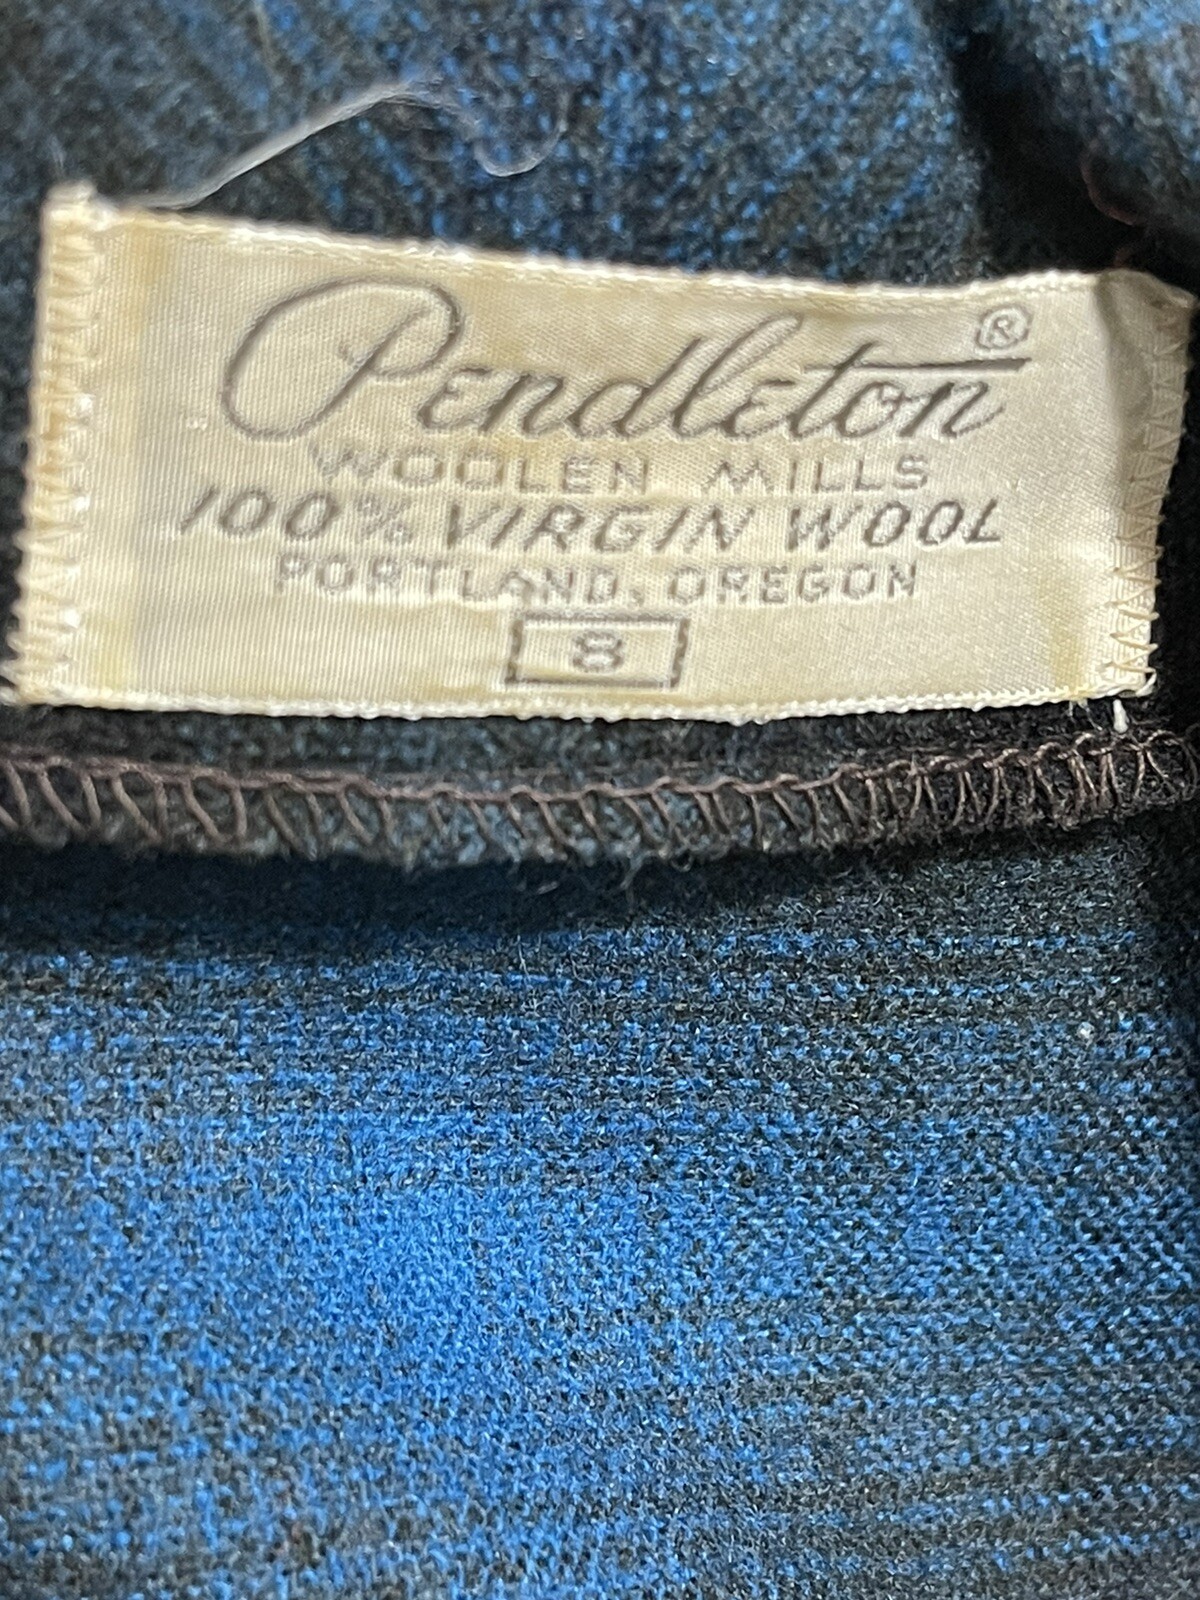 Pendleton®
WOOLEN MILLS
100% VIRGIN WOOL
PORTLAND, OREGON
8